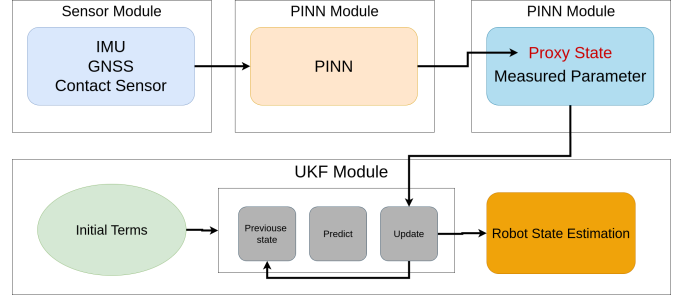 Sensor Module
PINN Module
PINN Module
IMU
GNSS
Contact Sensor
PINN
Proxy State
Measured Parameter
UKF Module
Initial Terms
Previouse
state
Predict
Update
Robot State Estimation